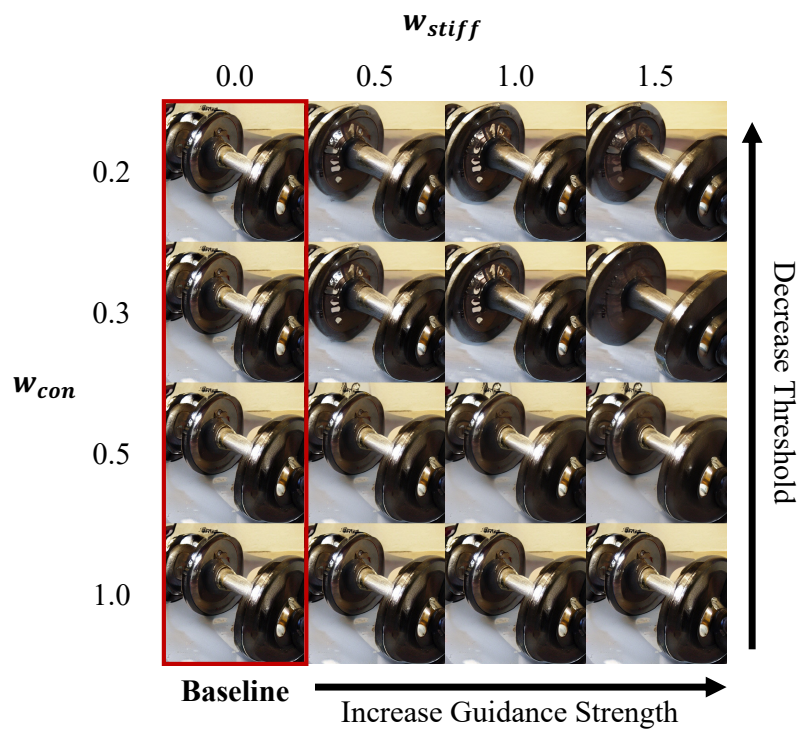 w_stiff
0.0 0.5 1.0 1.5
0.2
0.3
w_con
0.5
1.0
Decrease Threshold
Baseline
Increase Guidance Strength